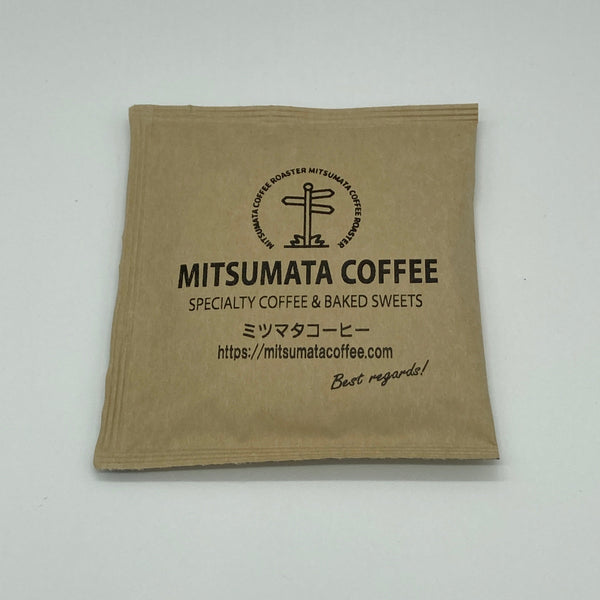 MITSUMATA COFFEE ROASTER MITSUMATA COFFEE ROASTER
MITSUMATA COFFEE
SPECIALTY COFFEE & BAKED SWEETS
ミツマタコーヒー
https://mitsumatacoffee.com
Best regards!